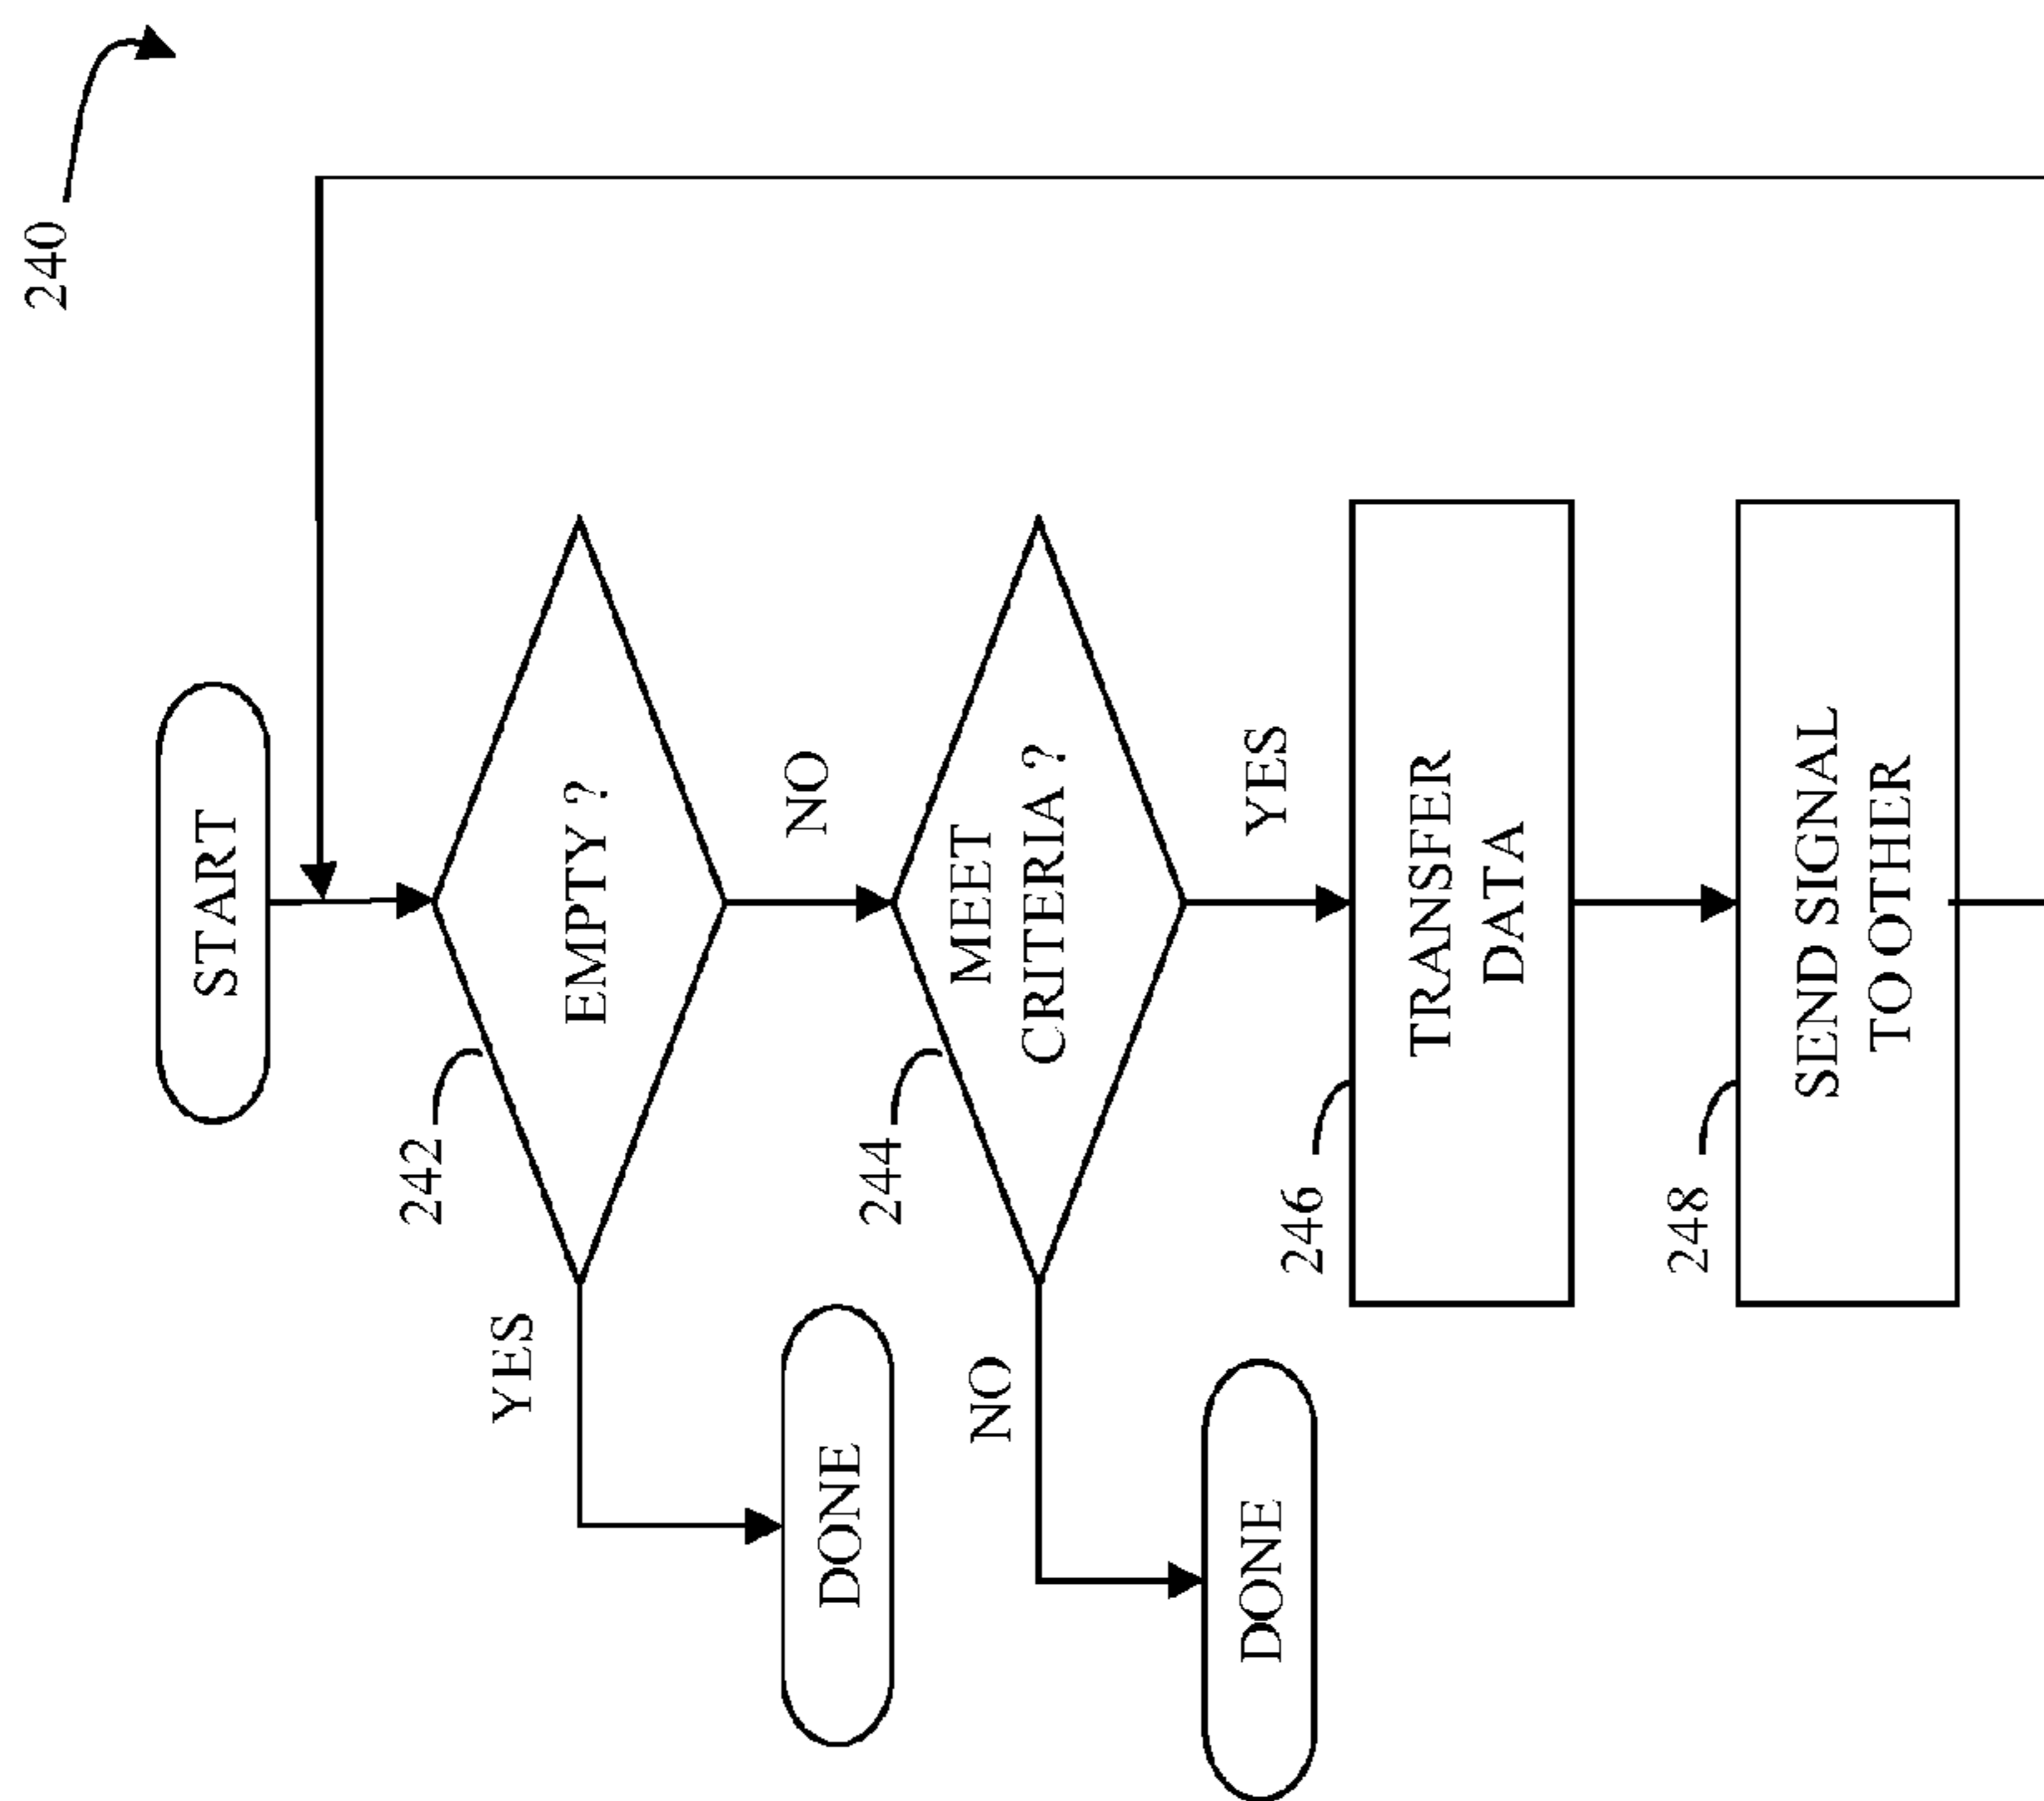 240
START
242
EMPTY ?
YES
NO
DONE
244
MEET
CRITERIA ?
NO
YES
DONE
246
TRANSFER
DATA
248
SEND SIGNAL
TO OTHER